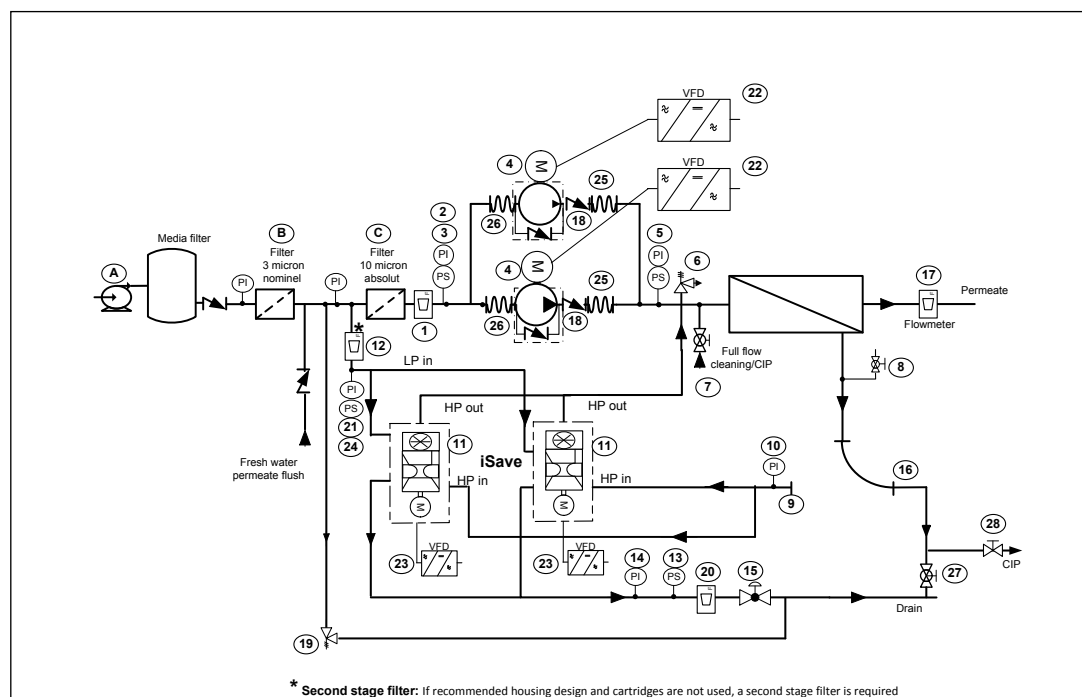 VFD
22
4
M
VFD
22
25
2
3
26
18
5
B
C
PI
PS
4
M
PI
PS
6
Media filter
Filter
3 micron
nominel
PI
PI
Filter
10 micron
absolut
25
17
A
F
F
Permeate
1
26
18
Flowmeter
*
F
12
Full flow
cleaning/CIP
8
LP in
7
PI
PS
HP out
HP out
21
24
11
11
10
iSave
PI
16
Fresh water
permeate flush
HP in
HP in
M
M
9
28
VFD
VFD
23
23
14
13
20
15
CIP
PI
PS
27
F
Drain
19
* Second stage filter: If recommended housing design and cartridges are not used, a second stage filter is required